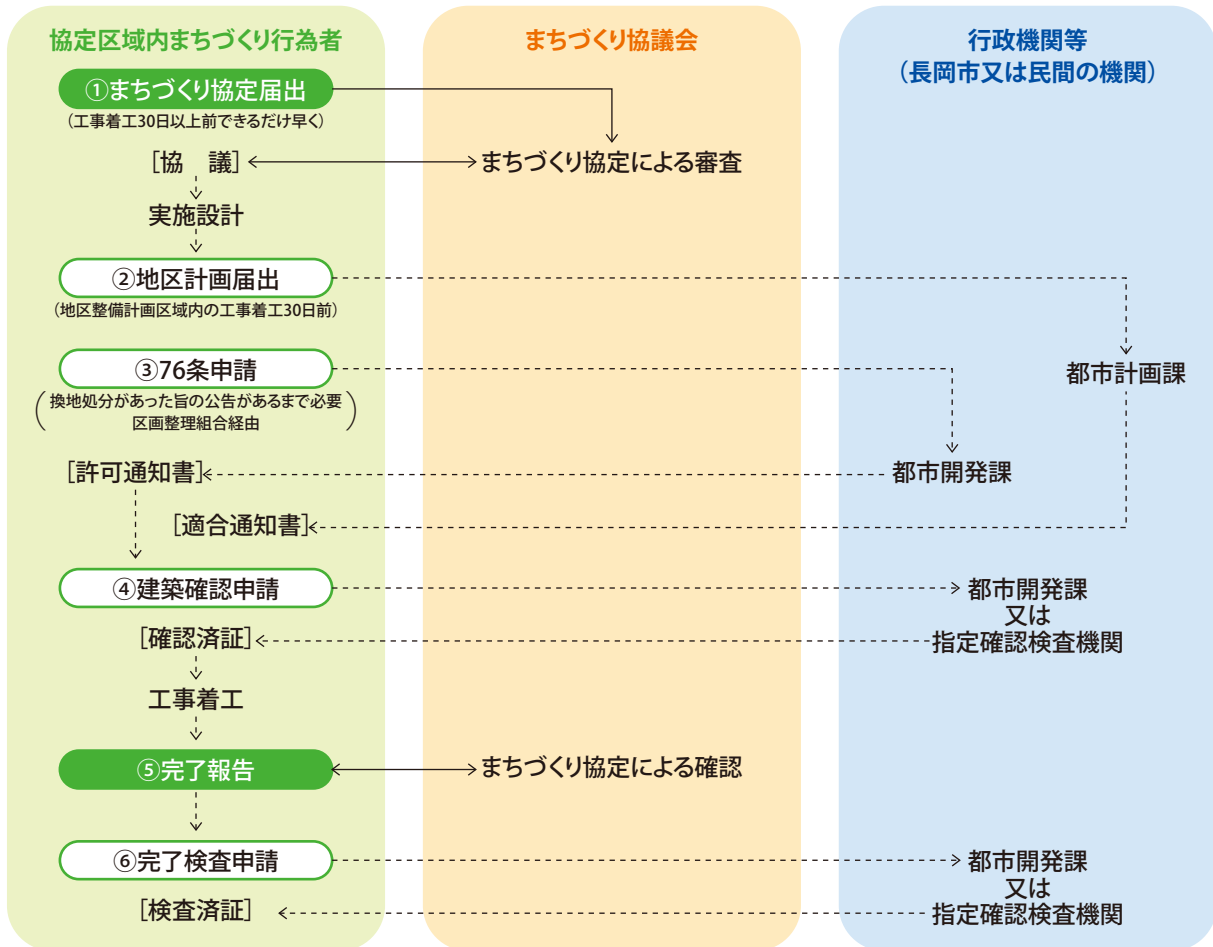 協定区域内まちづくり行為者
まちづくり協議会
行政機関等
(長岡市又は民間の機関)
①まちづくり協定届出
(工事着工30日以上前できるだけ早く)
[協　議]
まちづくり協定による審査
実施設計
②地区計画届出
(地区整備計画区域内の工事着工30日前)
③76条申請
都市計画課
(換地処分があった旨の公告があるまで必要
区画整理組合経由)
[許可通知書]
都市開発課
[適合通知書]
④建築確認申請
都市開発課
又は
[確認済証]
指定確認検査機関
工事着工
⑤完了報告
まちづくり協定による確認
⑥完了検査申請
都市開発課
又は
[検査済証]
指定確認検査機関